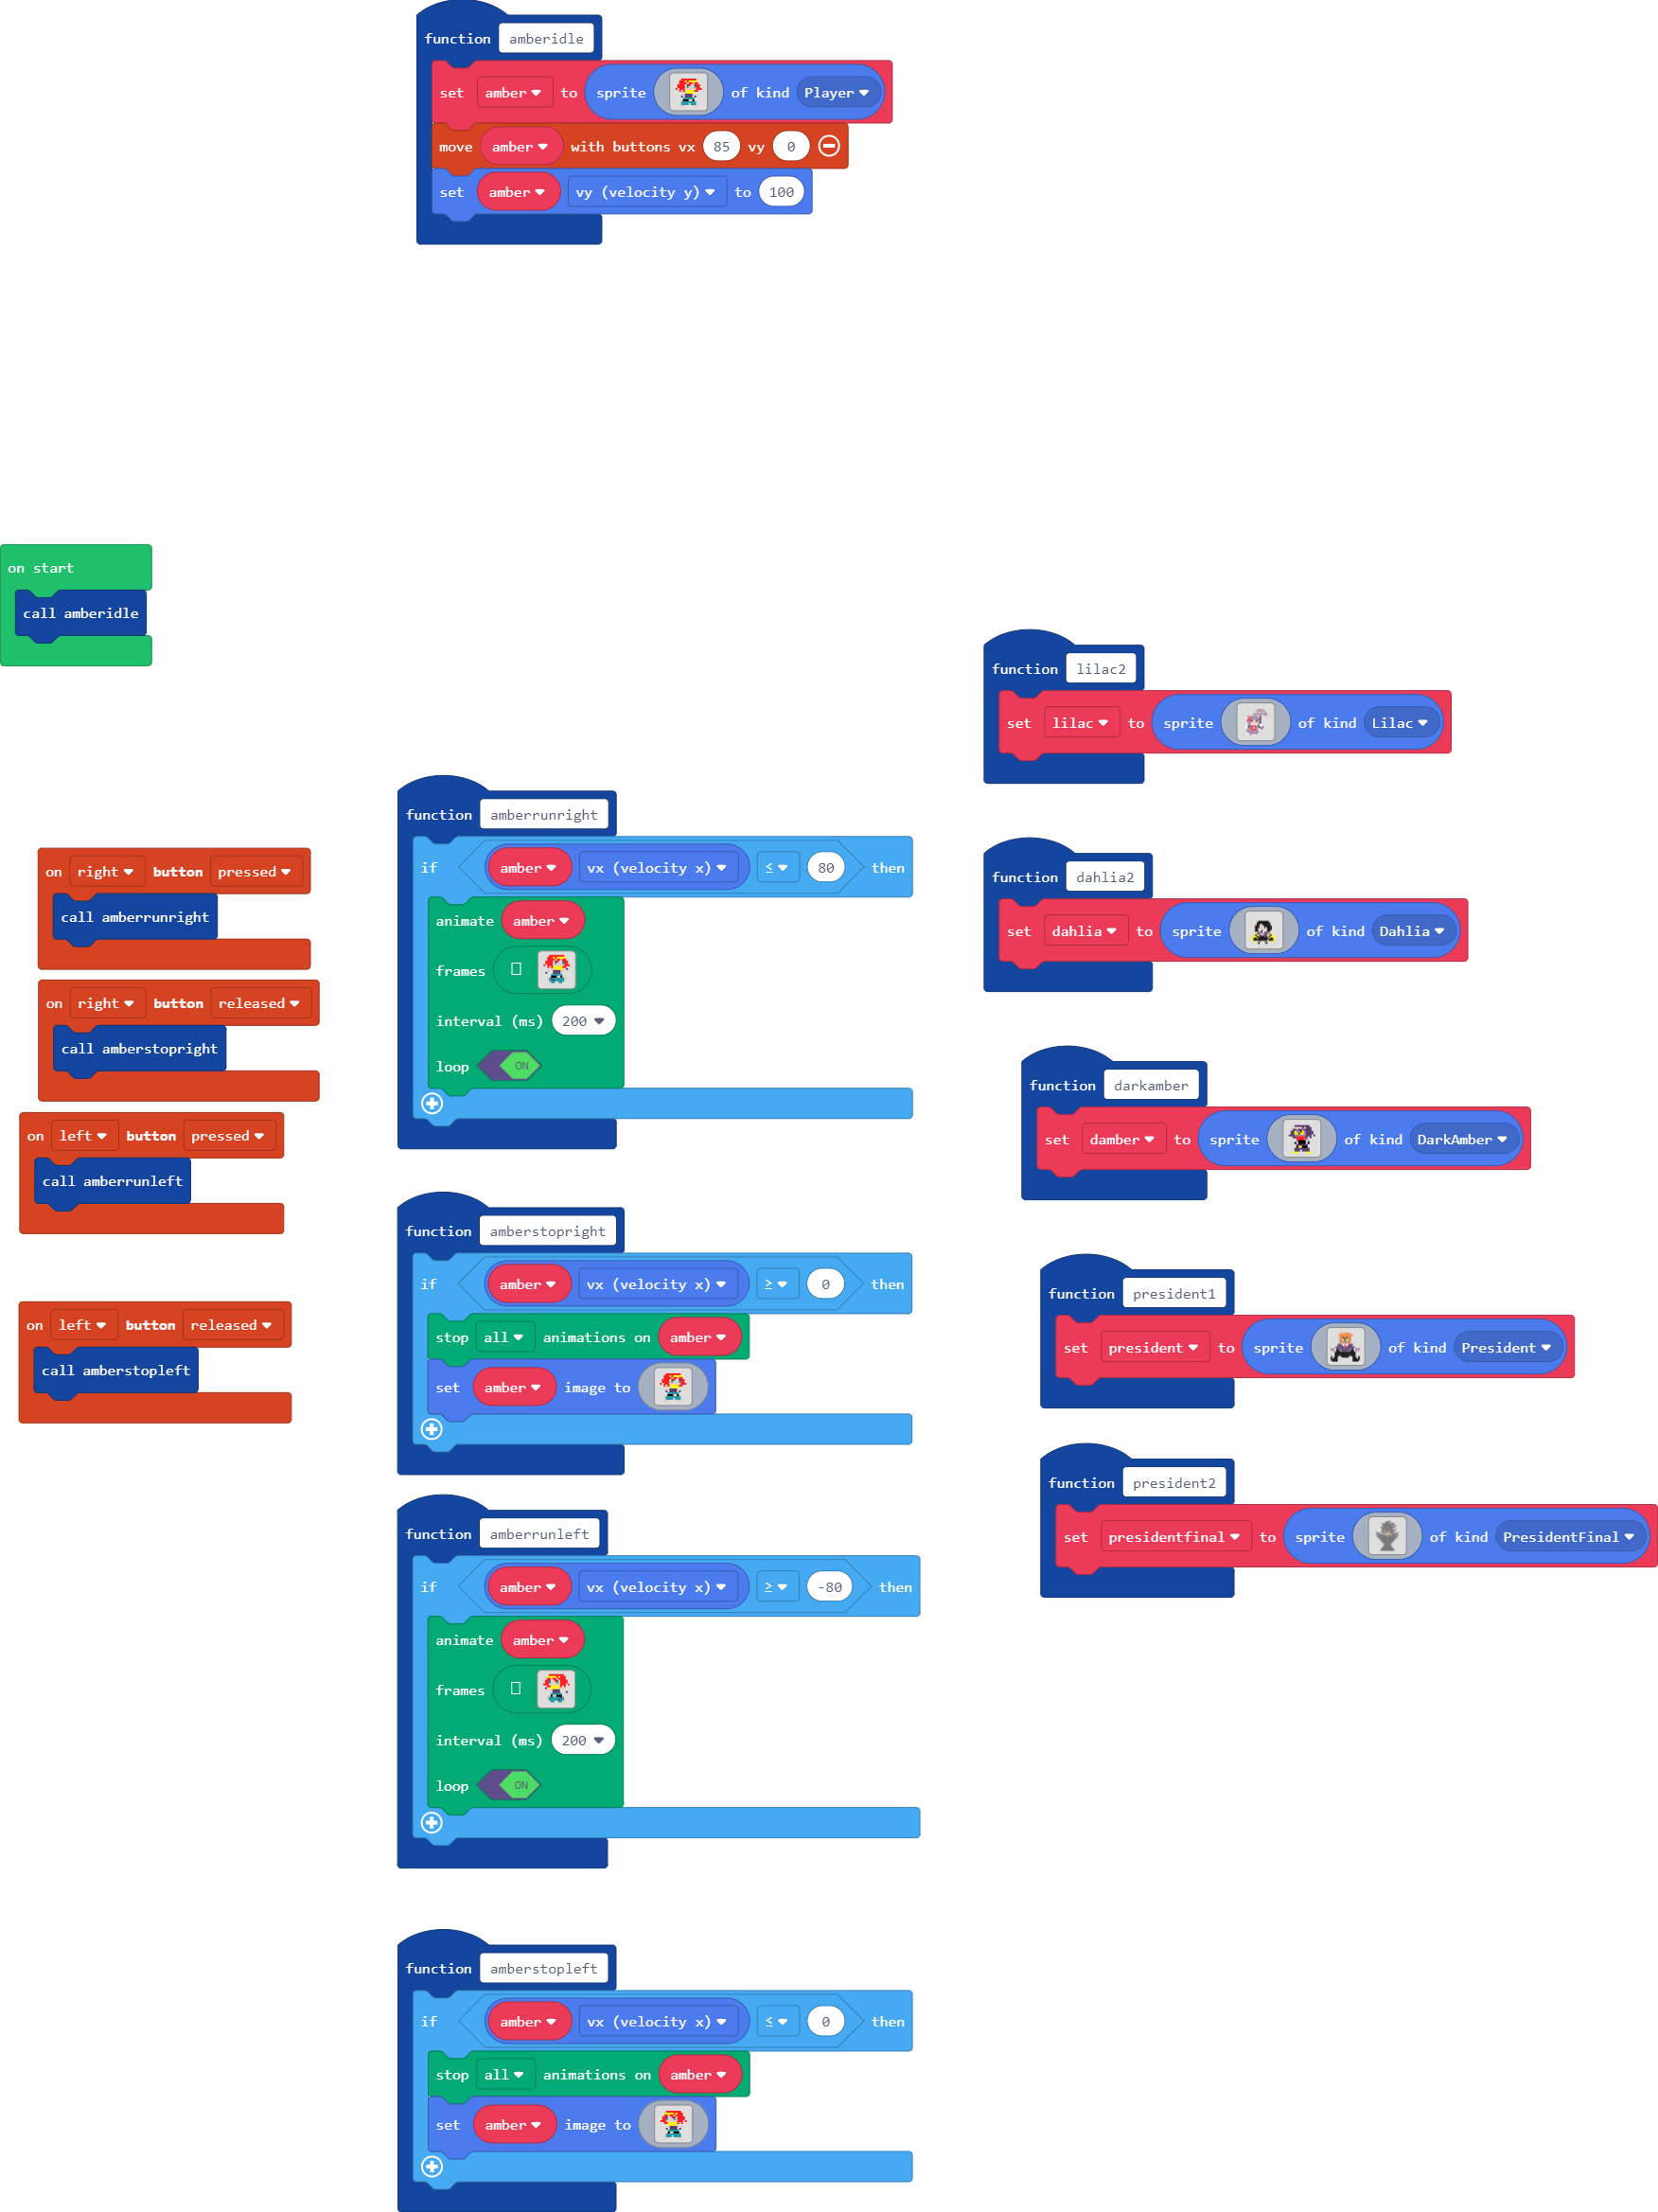 function amberidle
set amber to sprite of kind Player
move amber with buttons vx 85 vy 0
set amber vy (velocity y) to 100
on start
call amberidle
on right button pressed
call amberrunright
on right button released
call amberstopright
on left button pressed
call amberrunleft
on left button released
call amberstopleft
function amberrunright
if amber vx (velocity x) ≤ 80 then
animate amber
frames
interval (ms) 200
loop ON
function amberstopright
if amber vx (velocity x) ≥ 0 then
stop all animations on amber
set amber image to
function amberrunleft
if amber vx (velocity x) ≥ -80 then
animate amber
frames
interval (ms) 200
loop ON
function amberstopleft
if amber vx (velocity x) ≤ 0 then
stop all animations on amber
set amber image to
function lilac2
set lilac to sprite of kind Lilac
function dahlia2
set dahlia to sprite of kind Dahlia
function darkamber
set damber to sprite of kind DarkAmber
function president1
set president to sprite of kind President
function president2
set presidentfinal to sprite of kind PresidentFinal